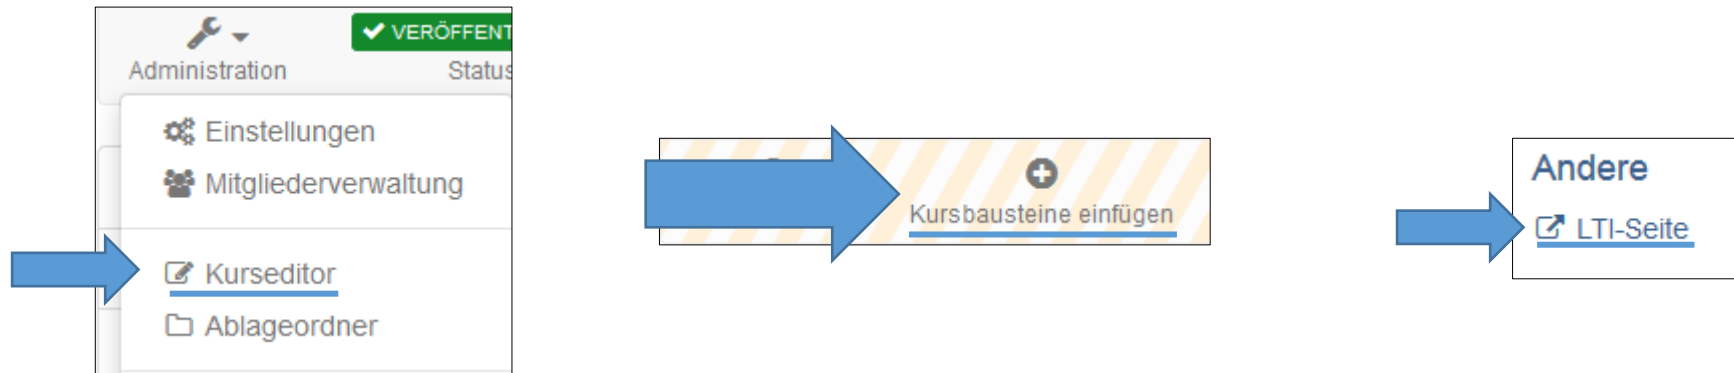 VERÖFFENT
Administration
Status
Einstellungen
Mitgliederverwaltung
Kurseditor
Ablageordner
Kursbausteine einfügen
Andere
LTI-Seite